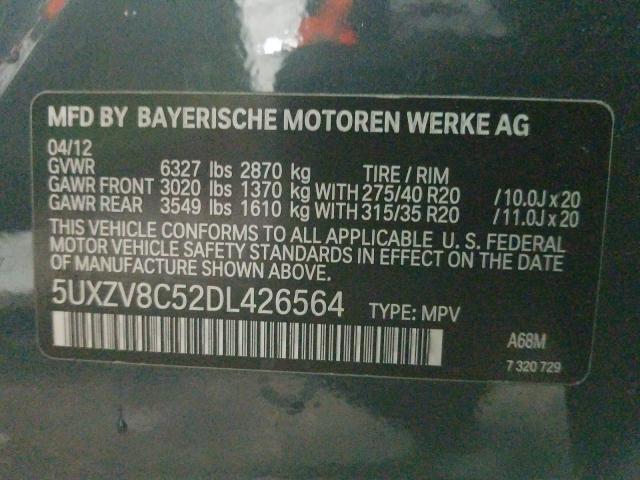 MFD BY BAYERISCHE MOTOREN WERKE AG
04/12
GVWR 6327 lbs 2870 kg TIRE / RIM
GAWR FRONT 3020 lbs 1370 kg WITH 275/40 R20 /10.0J x 20
GAWR REAR 3549 lbs 1610 kg WITH 315/35 R20 /11.0J x 20
THIS VEHICLE CONFORMS TO ALL APPLICABLE U. S. FEDERAL
MOTOR VEHICLE SAFETY STANDARDS IN EFFECT ON THE DATE
OF MANUFACTURE SHOWN ABOVE.
5UXZV8C52DL426564 TYPE: MPV
A68M
7 320 729